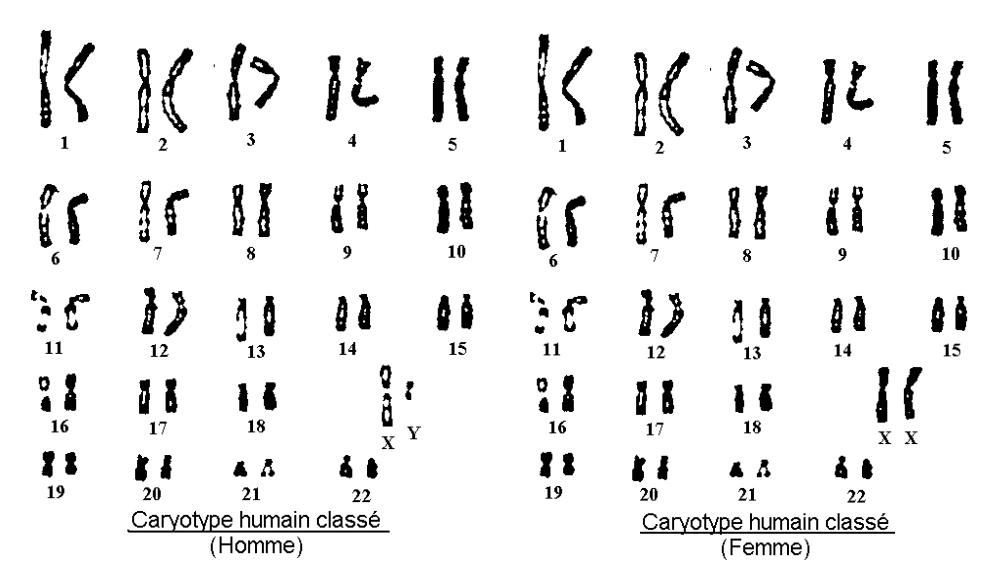 1 2 3 4 5
6 7 8 9 10
11 12 13 14 15
16 17 18 X Y
19 20 21 22
Caryotype humain classé
(Homme)
1 2 3 4 5
6 7 8 9 10
11 12 13 14 15
16 17 18 X X
19 20 21 22
Caryotype humain classé
(Femme)